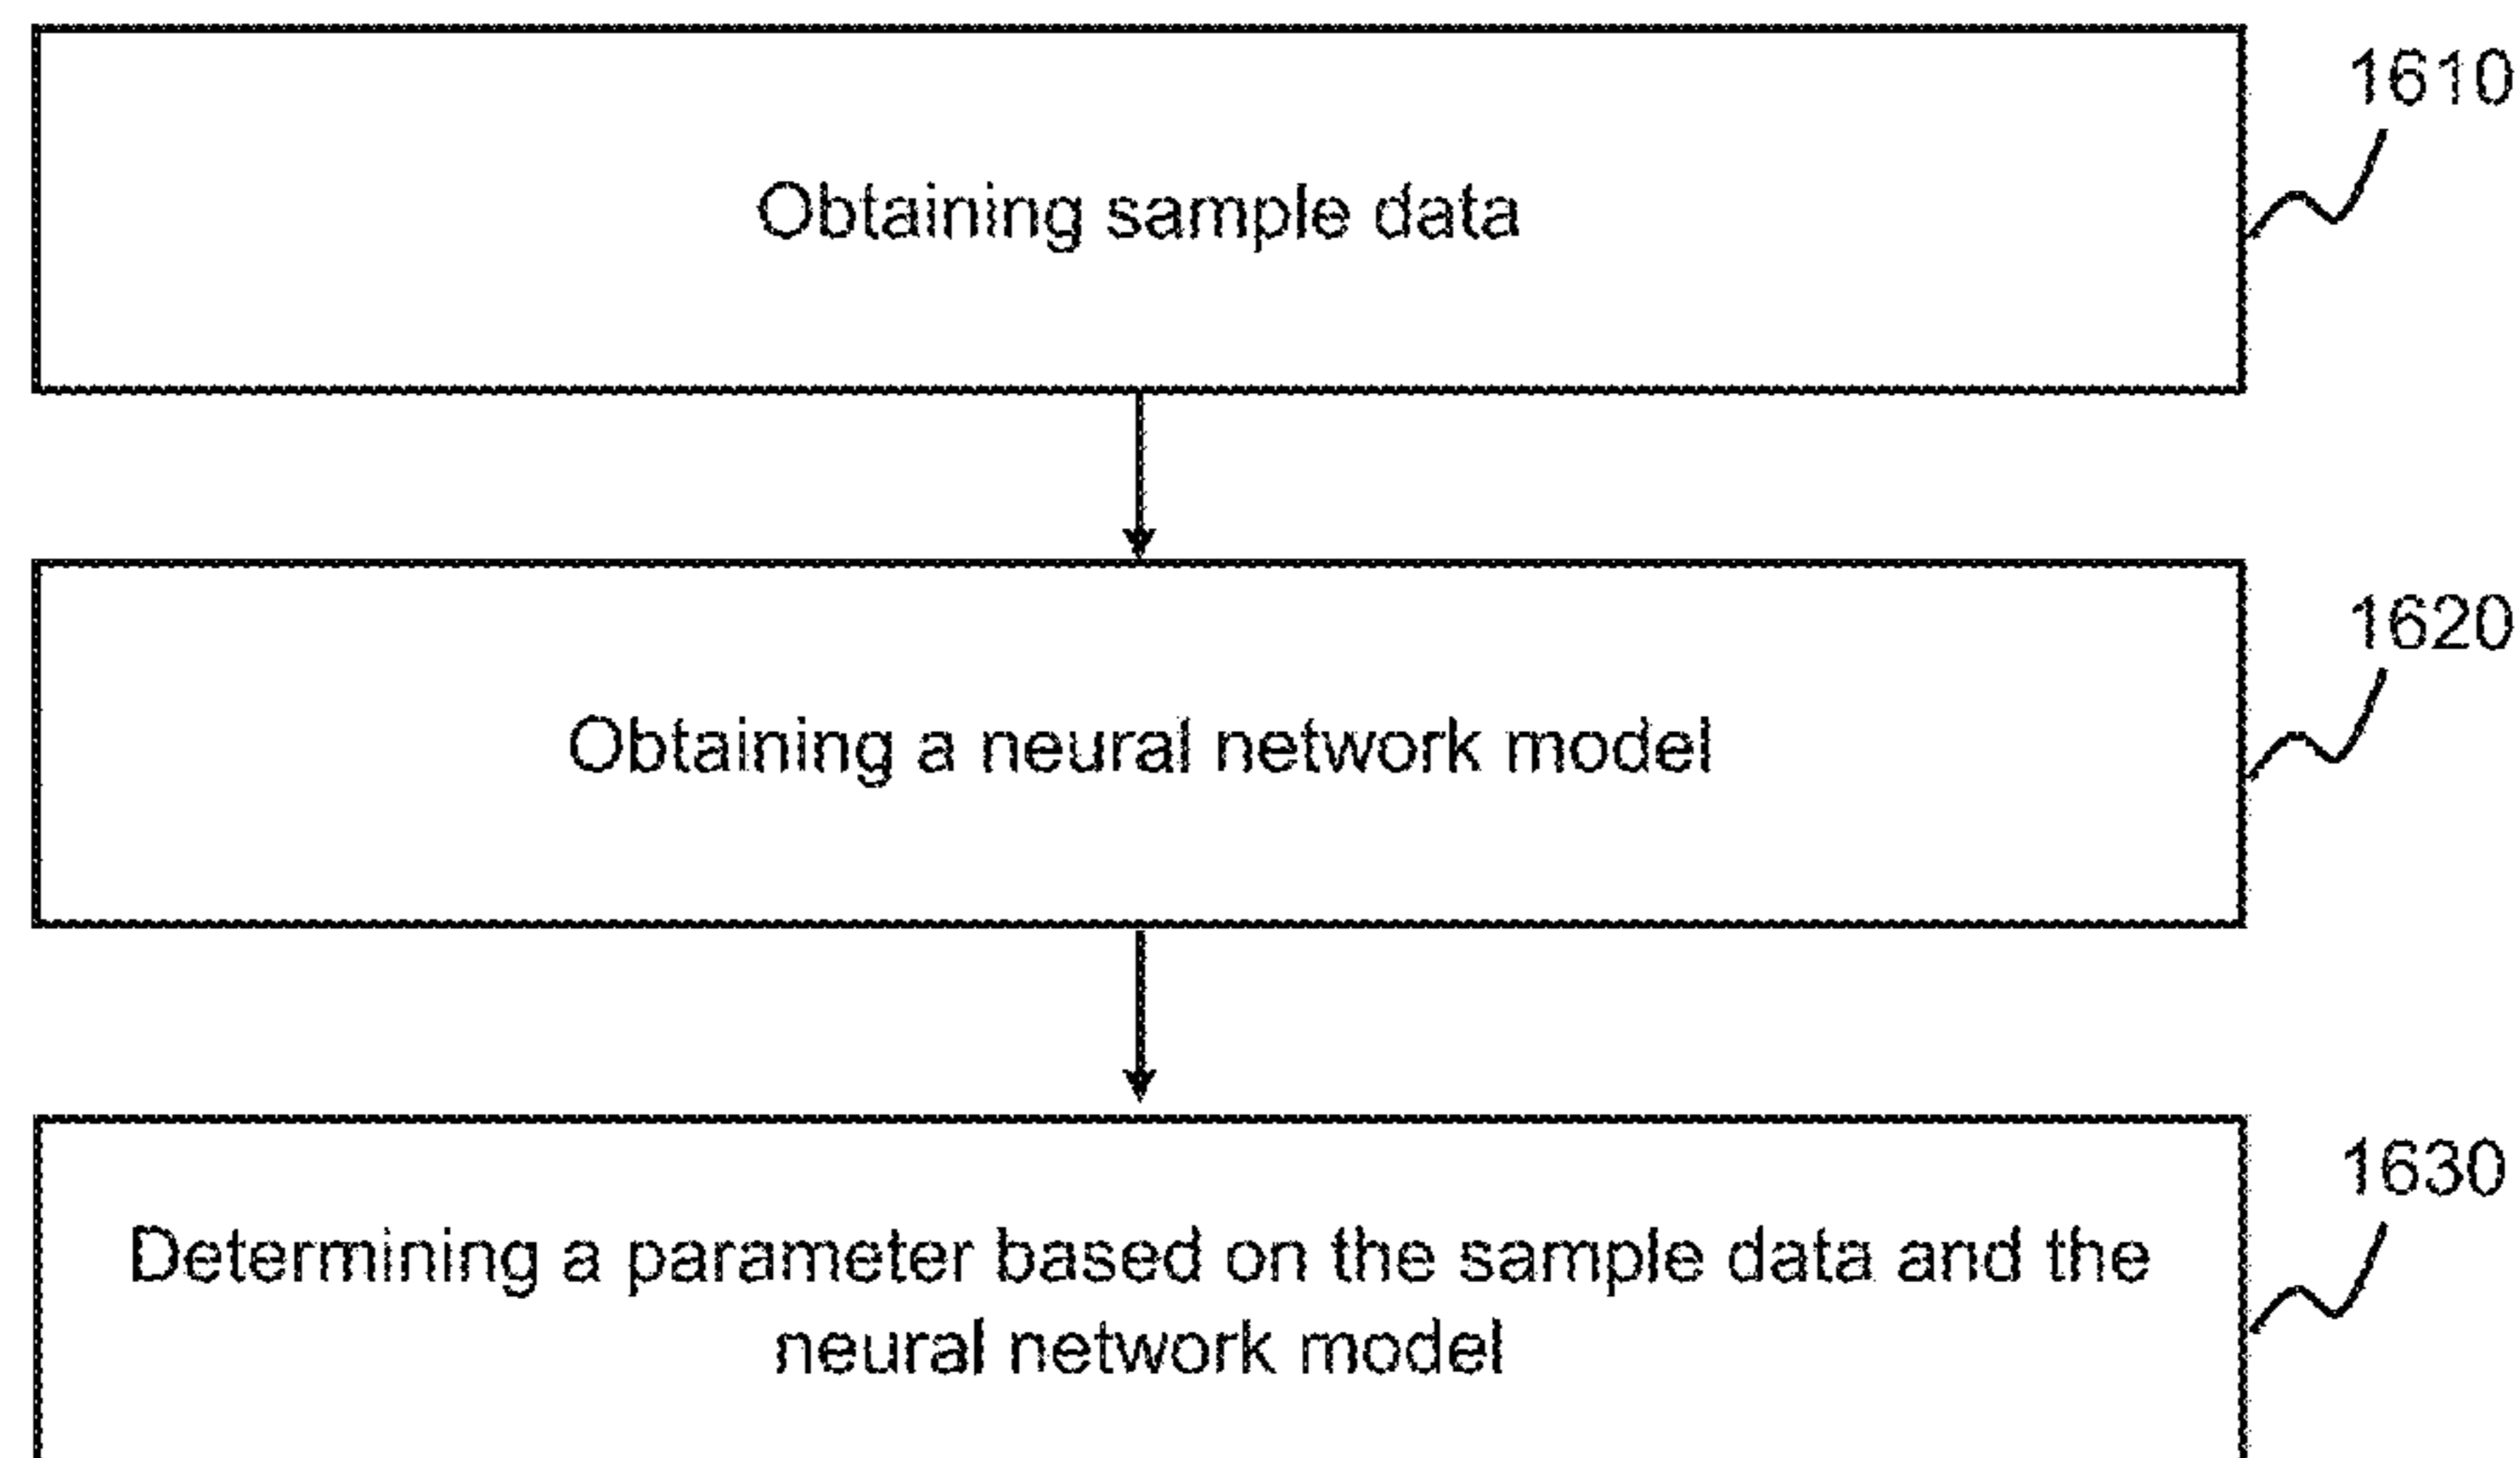 1610
Obtaining sample data
1620
Obtaining a neural network model
1630
Determining a parameter based on the sample data and the
neural network model